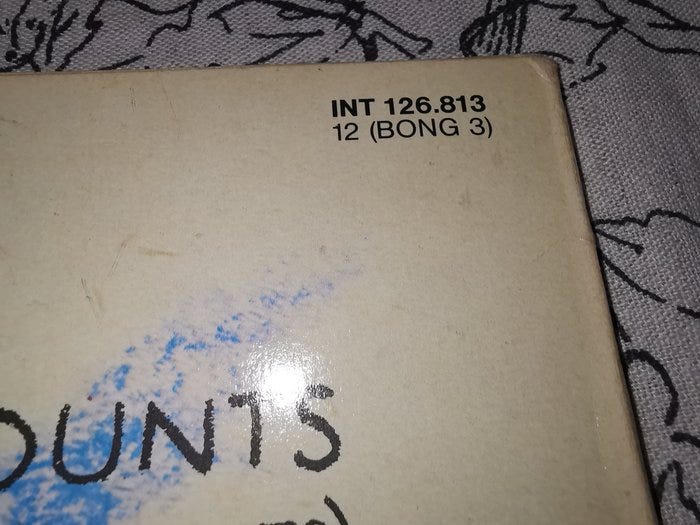 INT 126.813
12 (BONG 3)
OUNTS